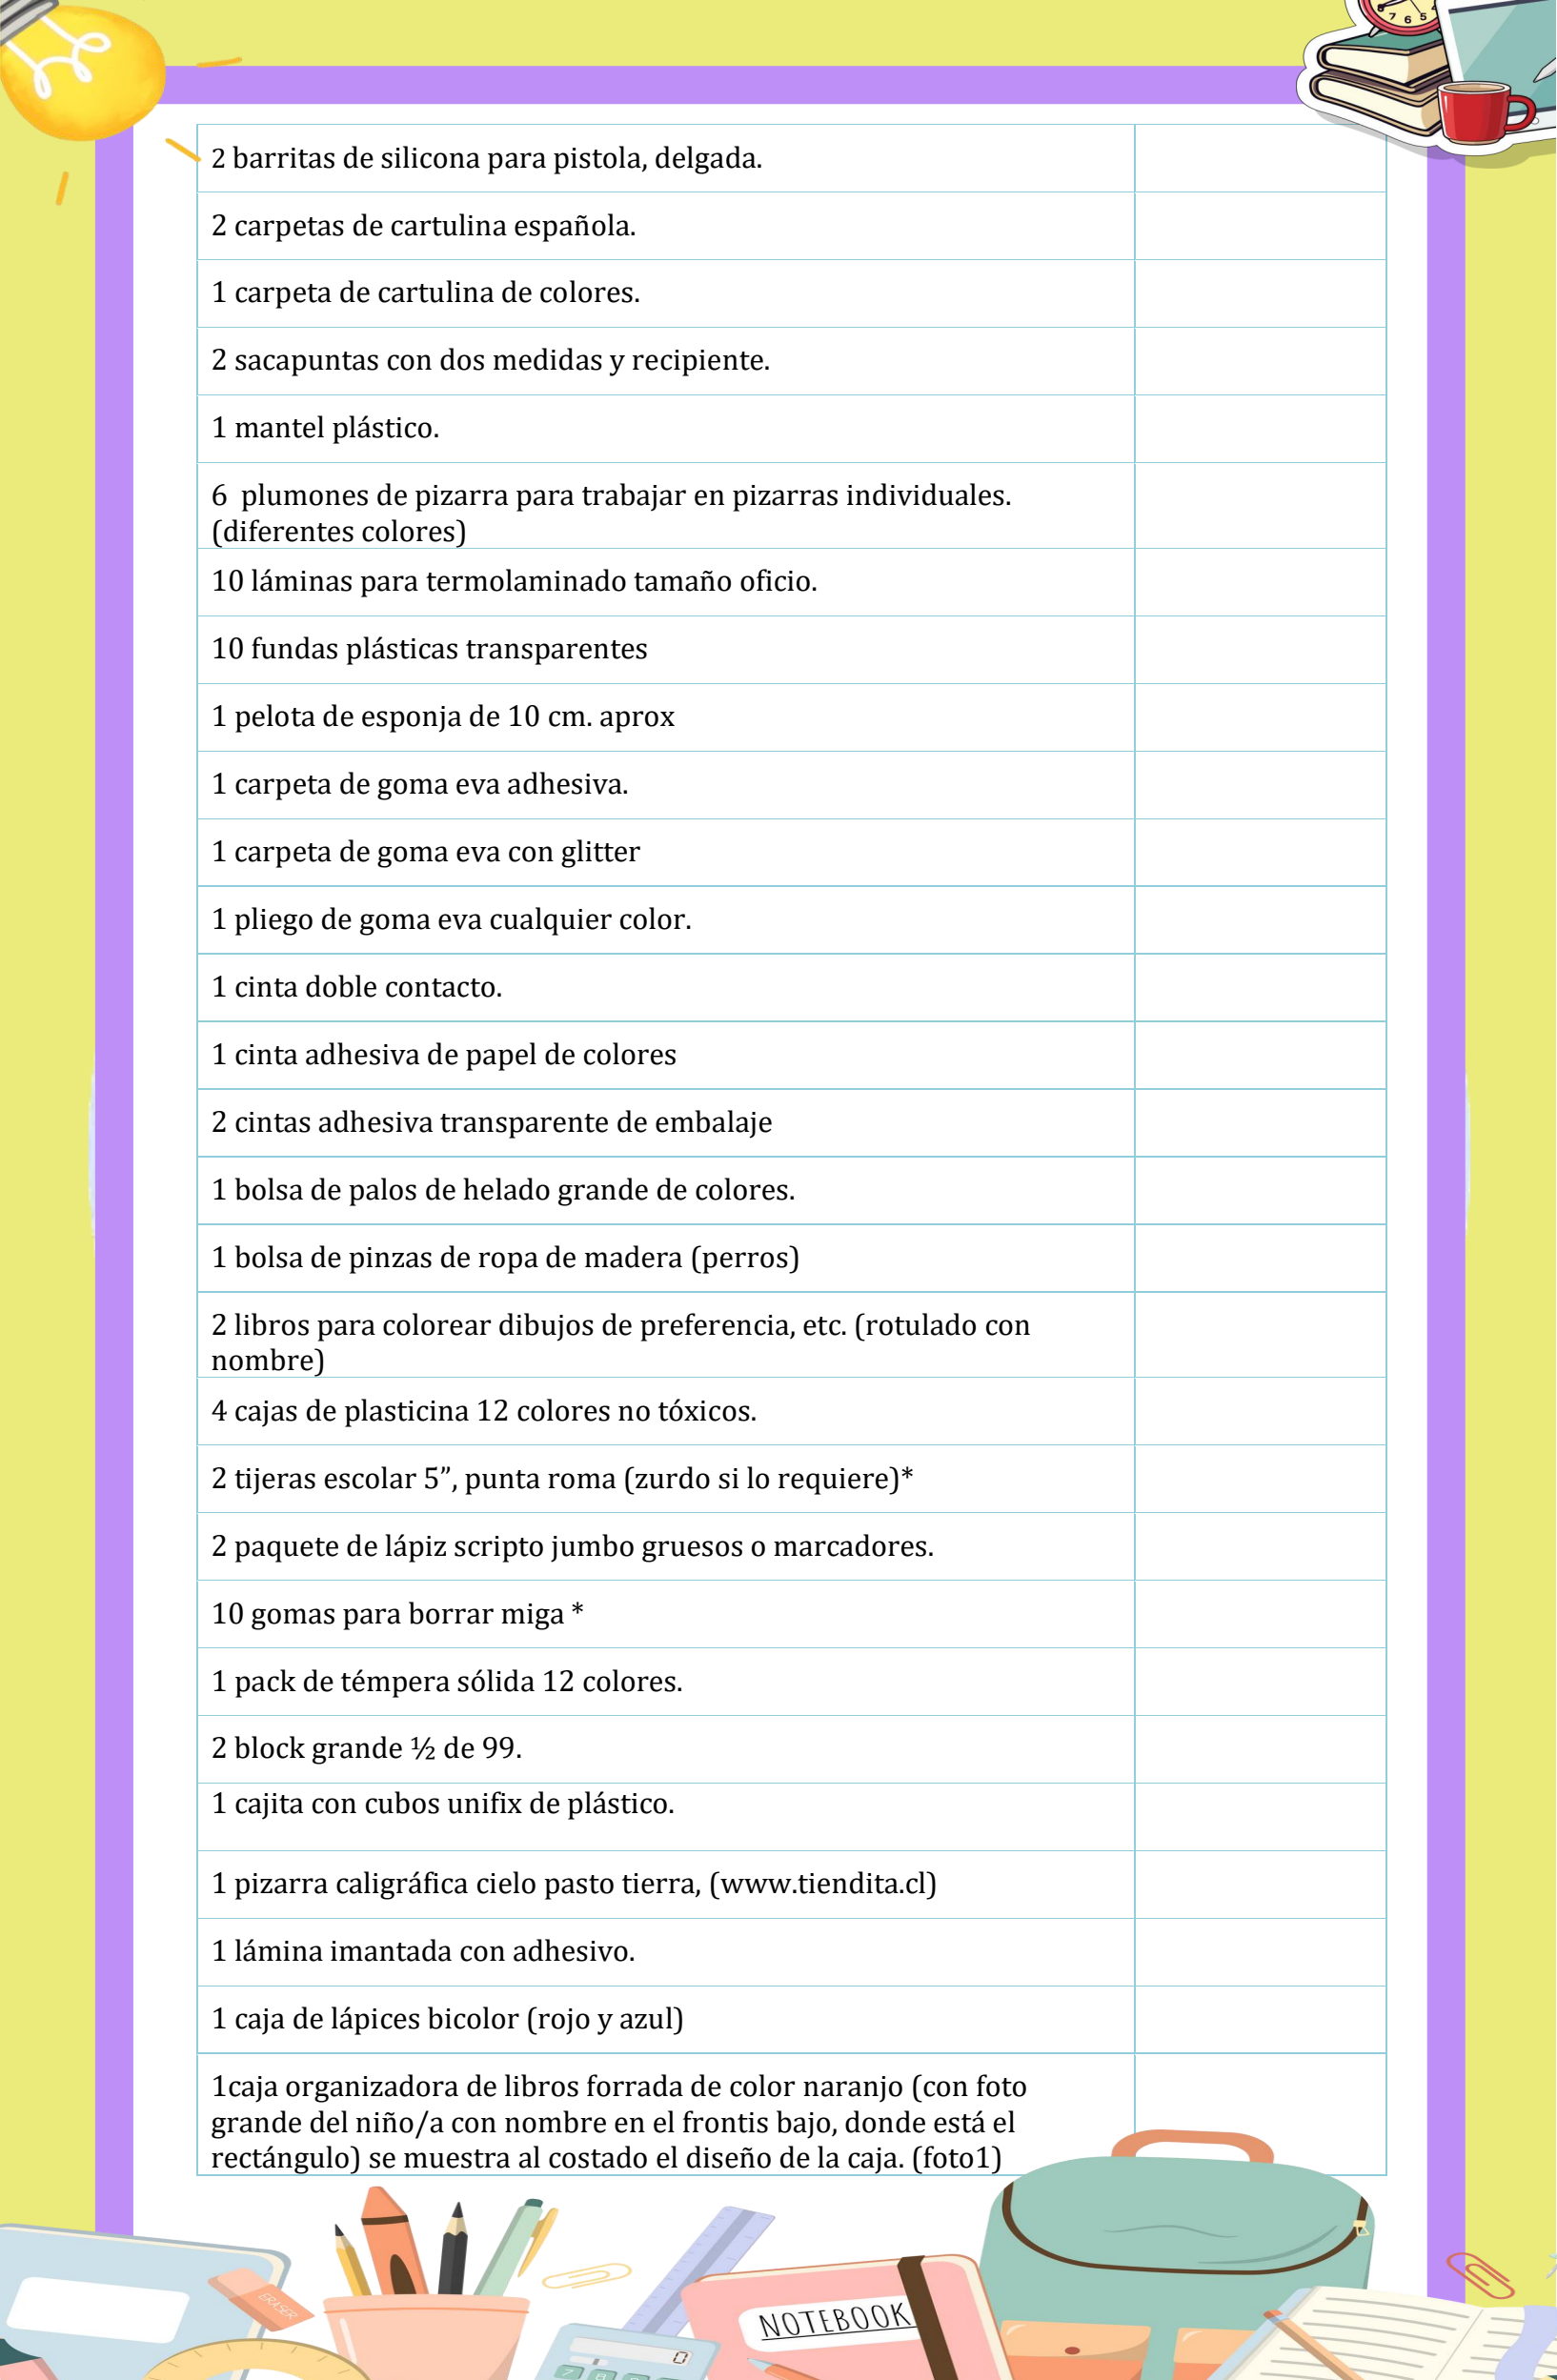 7 6 5
2 barritas de silicona para pistola, delgada.
2 carpetas de cartulina española.
1 carpeta de cartulina de colores.
2 sacapuntas con dos medidas y recipiente.
1 mantel plástico.
6  plumones de pizarra para trabajar en pizarras individuales.
(diferentes colores)
10 láminas para termolaminado tamaño oficio.
10 fundas plásticas transparentes
1 pelota de esponja de 10 cm. aprox
1 carpeta de goma eva adhesiva.
1 carpeta de goma eva con glitter
1 pliego de goma eva cualquier color.
1 cinta doble contacto.
1 cinta adhesiva de papel de colores
2 cintas adhesiva transparente de embalaje
1 bolsa de palos de helado grande de colores.
1 bolsa de pinzas de ropa de madera (perros)
2 libros para colorear dibujos de preferencia, etc. (rotulado con
nombre)
4 cajas de plasticina 12 colores no tóxicos.
2 tijeras escolar 5”, punta roma (zurdo si lo requiere)*
2 paquete de lápiz scripto jumbo gruesos o marcadores.
10 gomas para borrar miga *
1 pack de témpera sólida 12 colores.
2 block grande ½ de 99.
1 cajita con cubos unifix de plástico.
1 pizarra caligráfica cielo pasto tierra, (www.tiendita.cl)
1 lámina imantada con adhesivo.
1 caja de lápices bicolor (rojo y azul)
1caja organizadora de libros forrada de color naranjo (con foto
grande del niño/a con nombre en el frontis bajo, donde está el
rectángulo) se muestra al costado el diseño de la caja. (foto1)
ERASER
NOTEBOOK
0